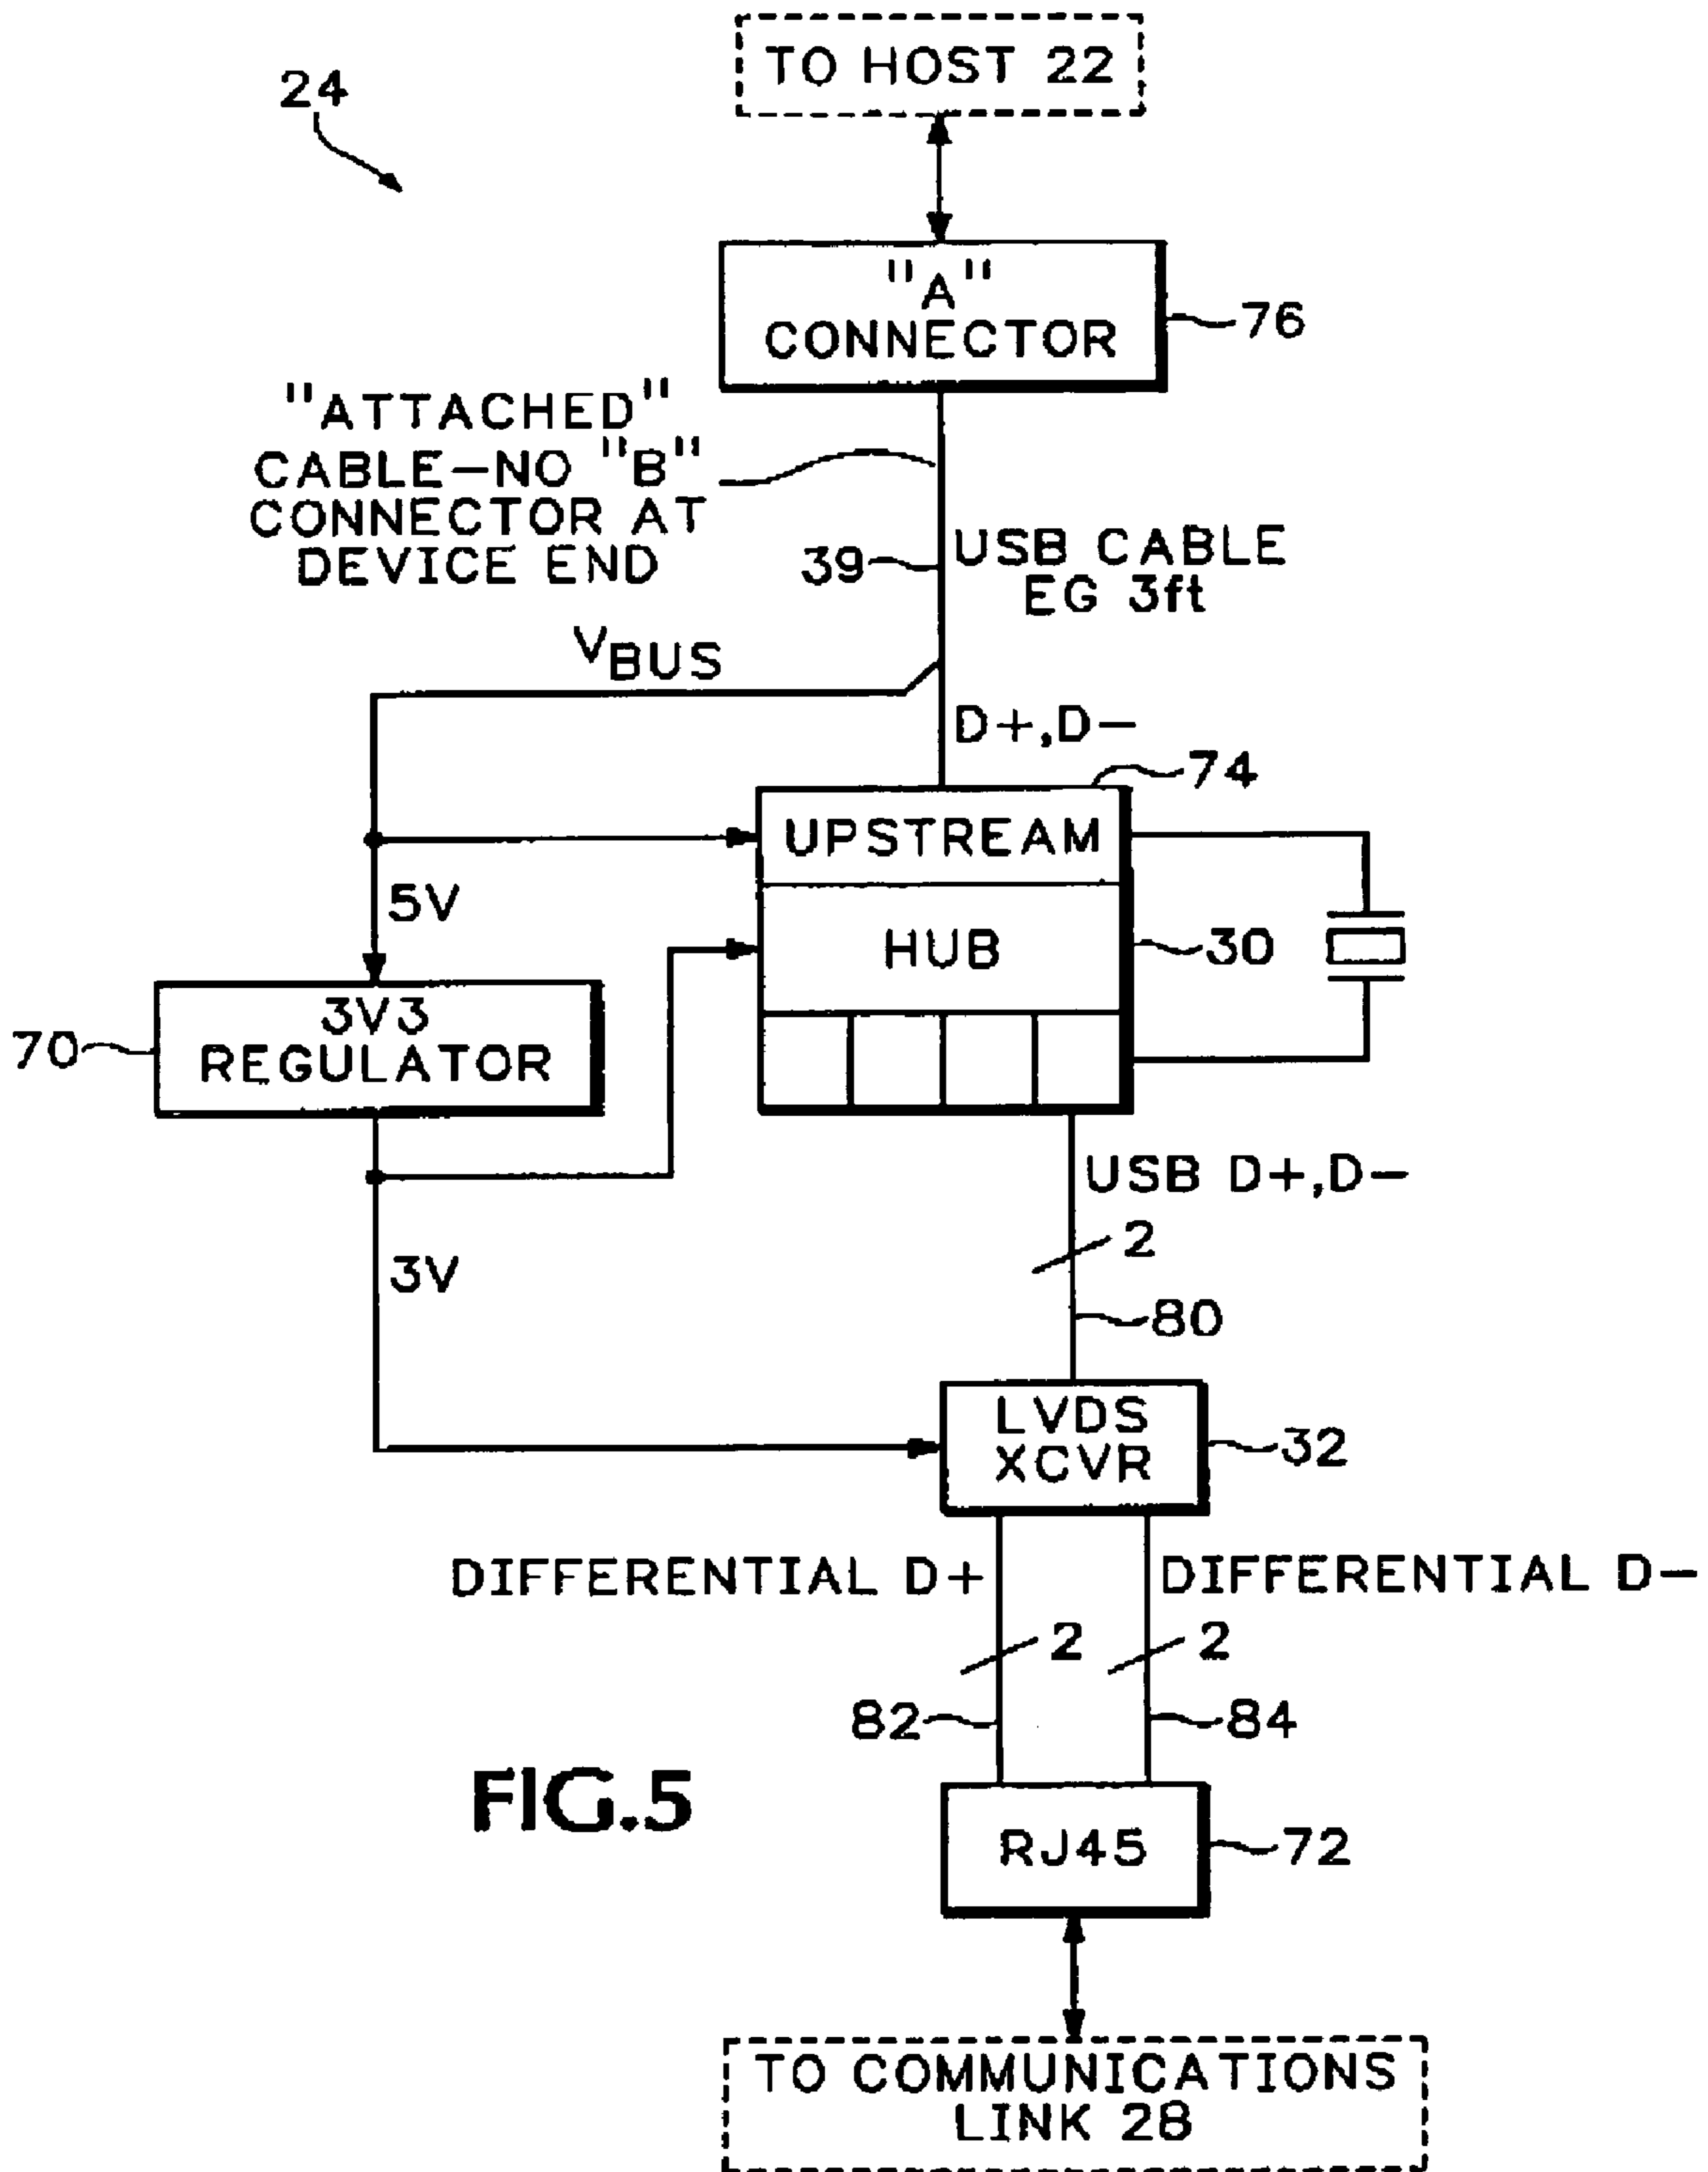 TO HOST 22
24
"A"
CONNECTOR
76
"ATTACHED"
CABLE-NO "B"
CONNECTOR AT
DEVICE END
39
USB CABLE
EG 3ft
VBUS
D+,D-
74
UPSTREAM
5V
HUB
30
3V3
REGULATOR
70
USB D+,D-
2
3V
80
LVDS
XCVR
32
DIFFERENTIAL D+
DIFFERENTIAL D-
2
2
82
84
FIG.5
RJ45
72
TO COMMUNICATIONS
LINK 28